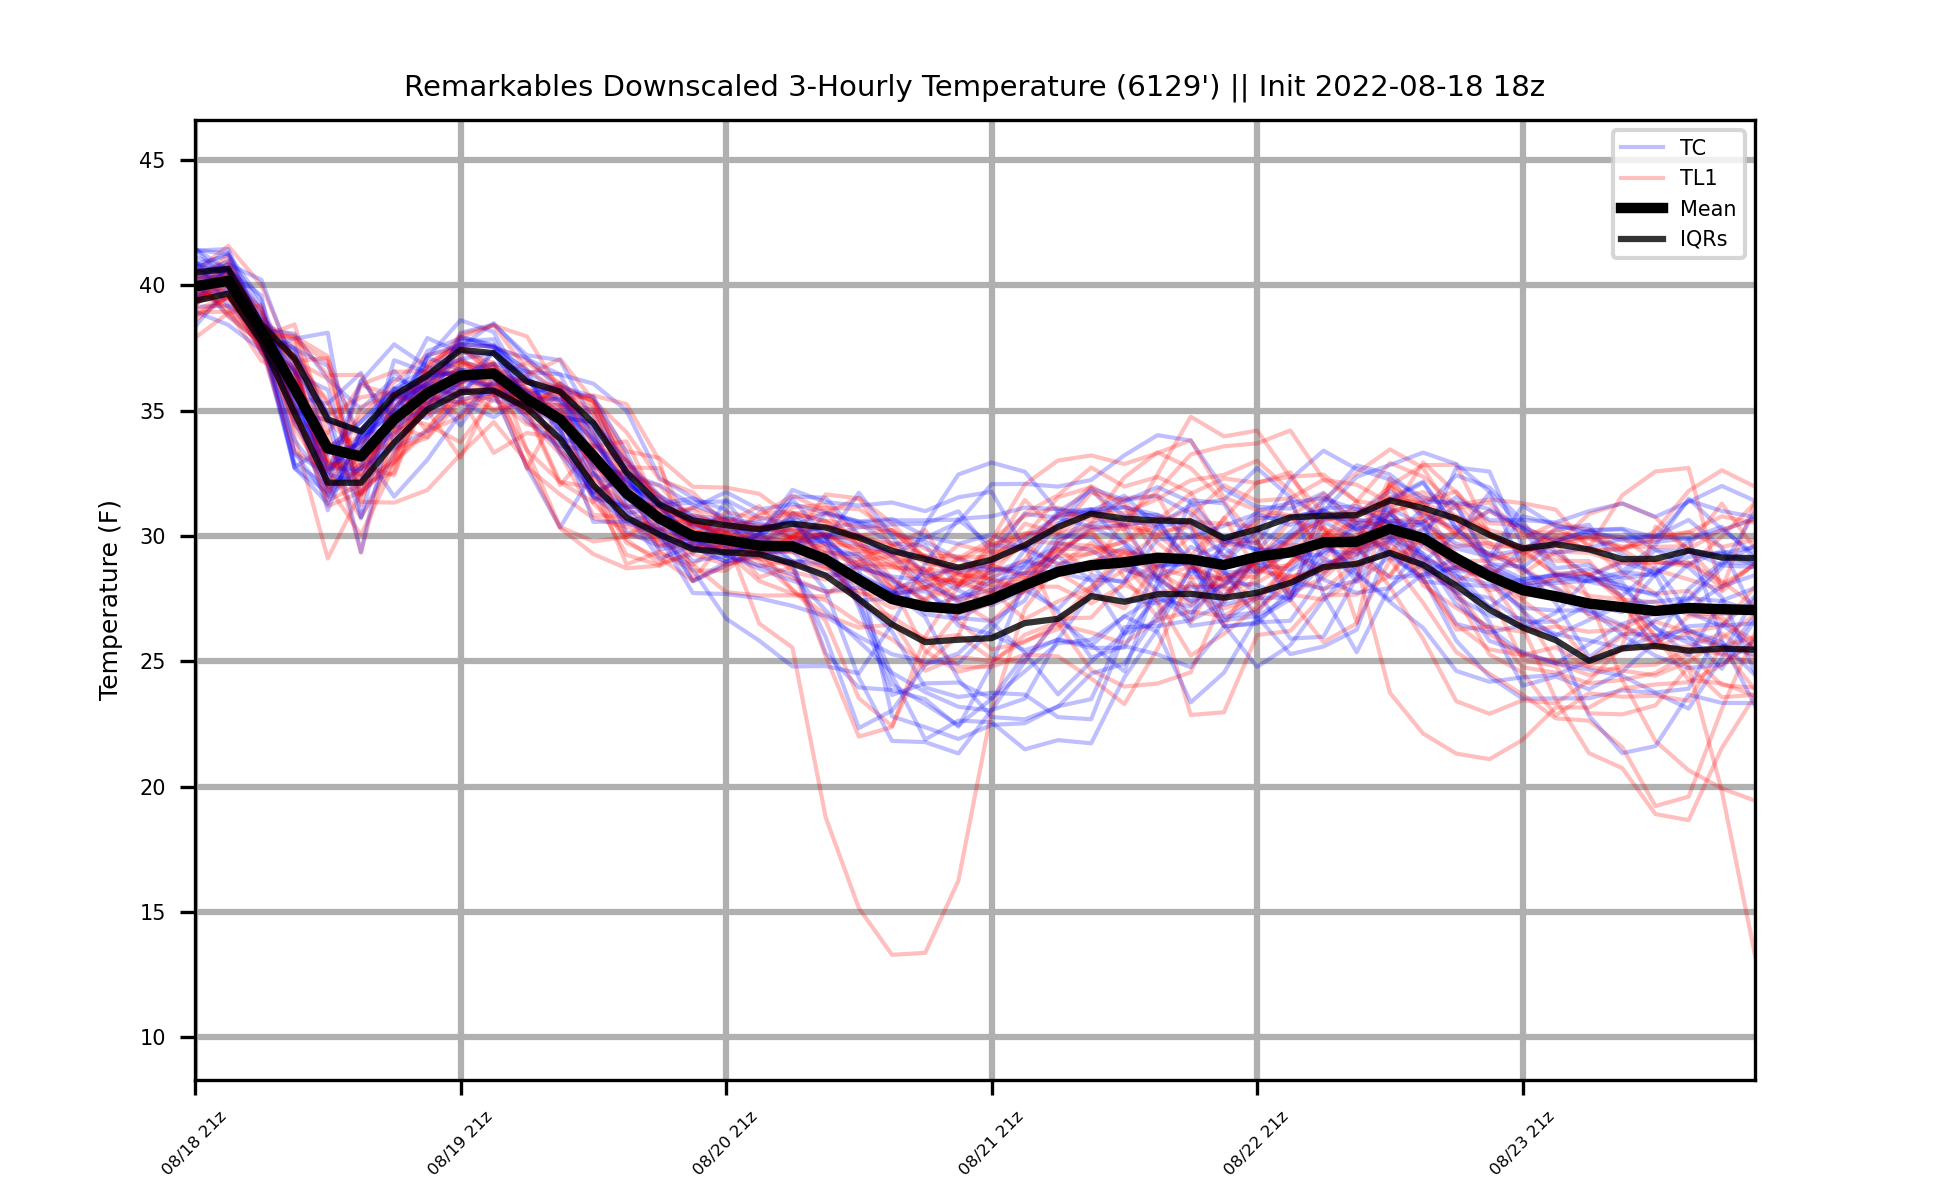 Remarkables Downscaled 3-Hourly Temperature (6129') || Init 2022-08-18 18z
TC
TL1
Mean
IQRs
Temperature (F)
45
40
35
30
25
20
15
10
08/18 21z
08/19 21z
08/20 21z
08/21 21z
08/22 21z
08/23 21z